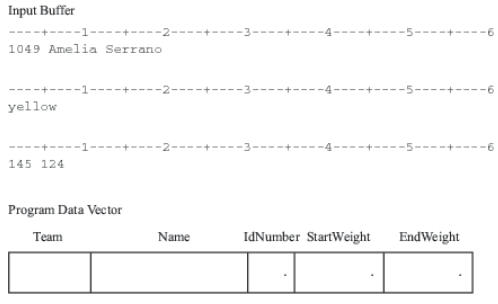 Input Buffer
----+----1----+----2----+----3----+----4----+----5----+----6
1049 Amelia Serrano
----+----1----+----2----+----3----+----4----+----5----+----6
yellow
----+----1----+----2----+----3----+----4----+----5----+----6
145 124
Program Data Vector
Team Name IdNumber StartWeight EndWeight
. . .